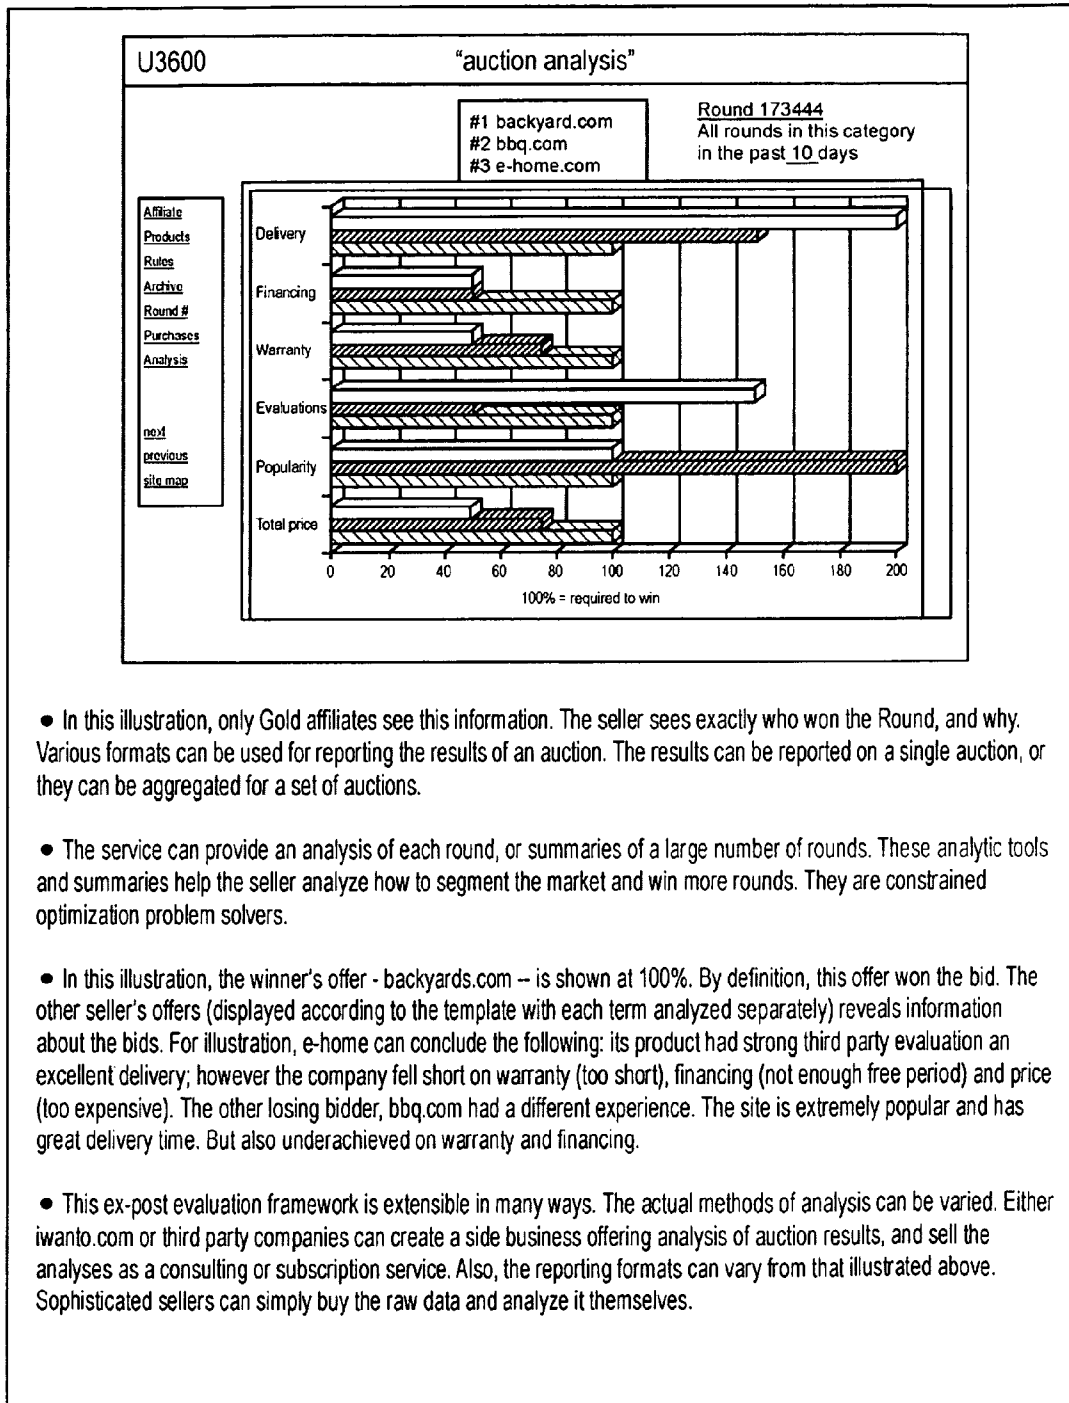 U3600
“auction analysis”
#1 backyard.com
#2 bbq.com
#3 e-home.com
Round 173444
All rounds in this category
in the past 10 days
Affiliate
Products
Rules
Archive
Round #
Purchases
Analysis
next
previous
site map
Delivery
Financing
Warranty
Evaluations
Popularity
Total price
0 20 40 60 80 100 120 140 160 180 200
100% = required to win
• In this illustration, only Gold affiliates see this information. The seller sees exactly who won the Round, and why.
Various formats can be used for reporting the results of an auction. The results can be reported on a single auction, or
they can be aggregated for a set of auctions.
• The service can provide an analysis of each round, or summaries of a large number of rounds. These analytic tools
and summaries help the seller analyze how to segment the market and win more rounds. They are constrained
optimization problem solvers.
• In this illustration, the winner's offer - backyards.com -- is shown at 100%. By definition, this offer won the bid. The
other seller's offers (displayed according to the template with each term analyzed separately) reveals information
about the bids. For illustration, e-home can conclude the following: its product had strong third party evaluation an
excellent delivery; however the company fell short on warranty (too short), financing (not enough free period) and price
(too expensive). The other losing bidder, bbq.com had a different experience. The site is extremely popular and has
great delivery time. But also underachieved on warranty and financing.
• This ex-post evaluation framework is extensible in many ways. The actual methods of analysis can be varied. Either
iwanto.com or third party companies can create a side business offering analysis of auction results, and sell the
analyses as a consulting or subscription service. Also, the reporting formats can vary from that illustrated above.
Sophisticated sellers can simply buy the raw data and analyze it themselves.